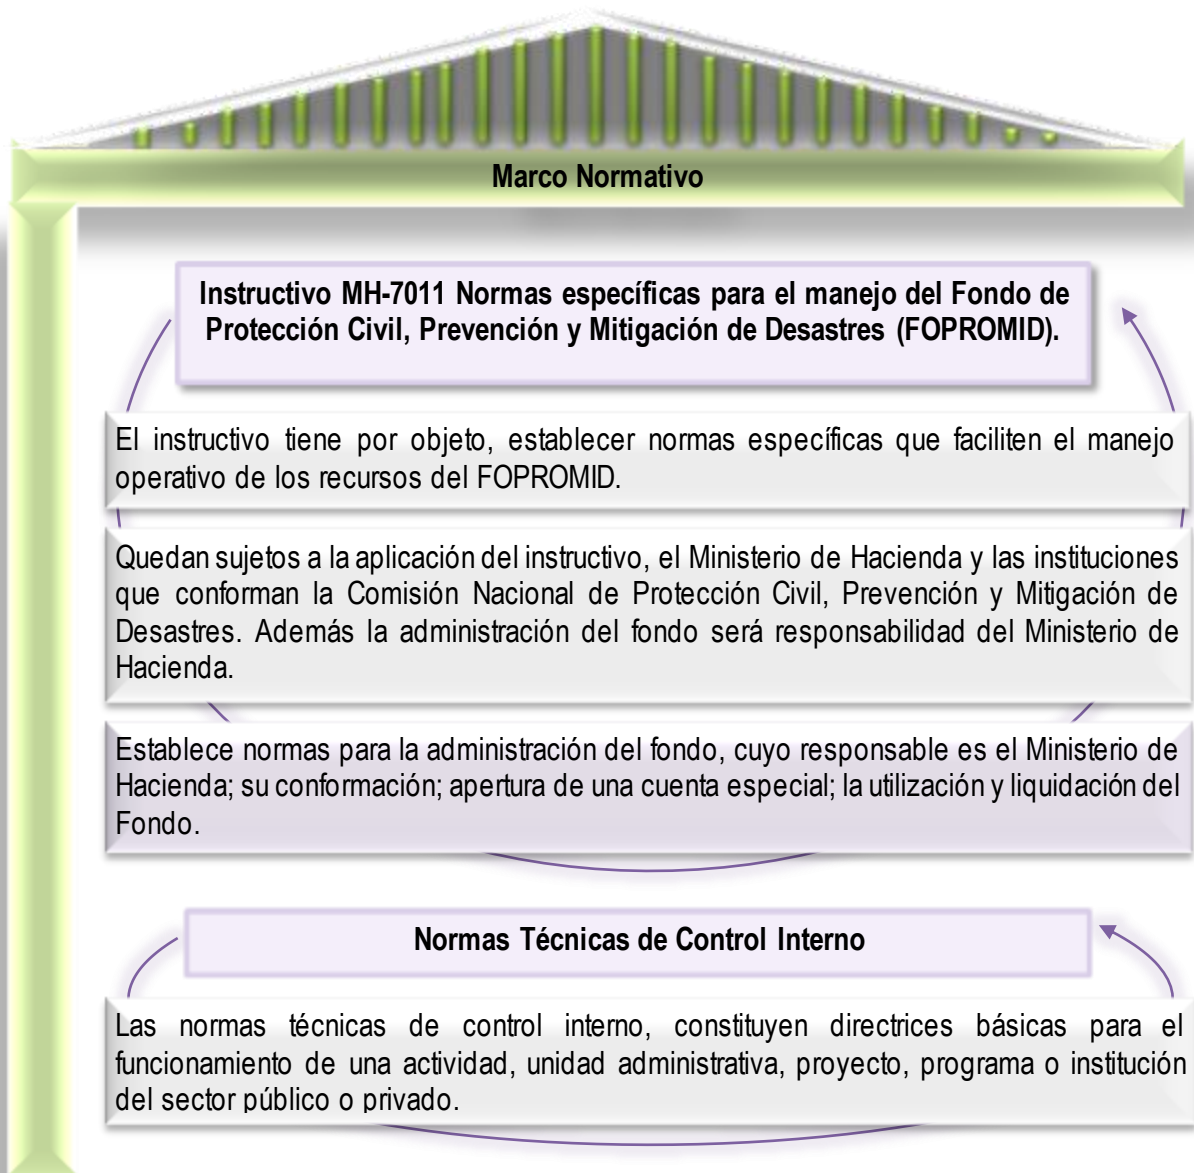 Marco Normativo
Instructivo MH-7011 Normas específicas para el manejo del Fondo de
Protección Civil, Prevención y Mitigación de Desastres (FOPROMID).
El instructivo tiene por objeto, establecer normas específicas que faciliten el manejo
operativo de los recursos del FOPROMID.
Quedan sujetos a la aplicación del instructivo, el Ministerio de Hacienda y las instituciones
que conforman la Comisión Nacional de Protección Civil, Prevención y Mitigación de
Desastres. Además la administración del fondo será responsabilidad del Ministerio de
Hacienda.
Establece normas para la administración del fondo, cuyo responsable es el Ministerio de
Hacienda; su conformación; apertura de una cuenta especial; la utilización y liquidación del
Fondo.
Normas Técnicas de Control Interno
Las normas técnicas de control interno, constituyen directrices básicas para el
funcionamiento de una actividad, unidad administrativa, proyecto, programa o institución
del sector público o privado.